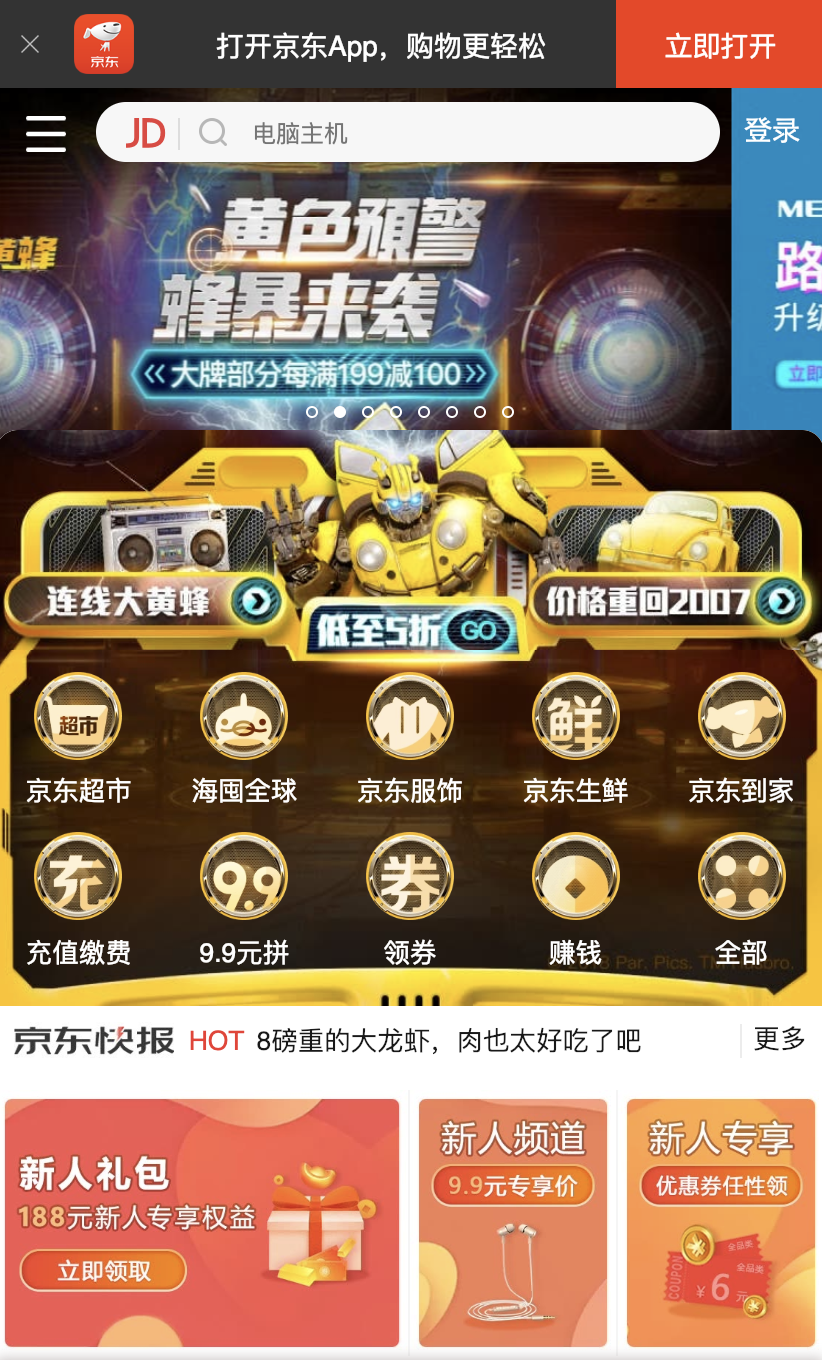 京东
打开京东App，购物更轻松
立即打开
JD
电脑主机
登录
黄蜂
黄色預警
蜂暴来袭
大牌部分每满199减100
ME
路
升级
立即
连线大黄蜂
低至5折
GO
价格重回2007
超市
鲜
京东超市
海囤全球
京东服饰
京东生鲜
京东到家
充
9.9
券
充值缴费
9.9元拼
领券
赚钱
全部
Par. Pics. TM
京东快报
HOT
8磅重的大龙虾，肉也太好吃了吧
更多
新人礼包
188元新人专享权益
立即领取
新人频道
9.9元专享价
新人专享
优惠券任性领
全品类
全品类
COUPON
¥6元